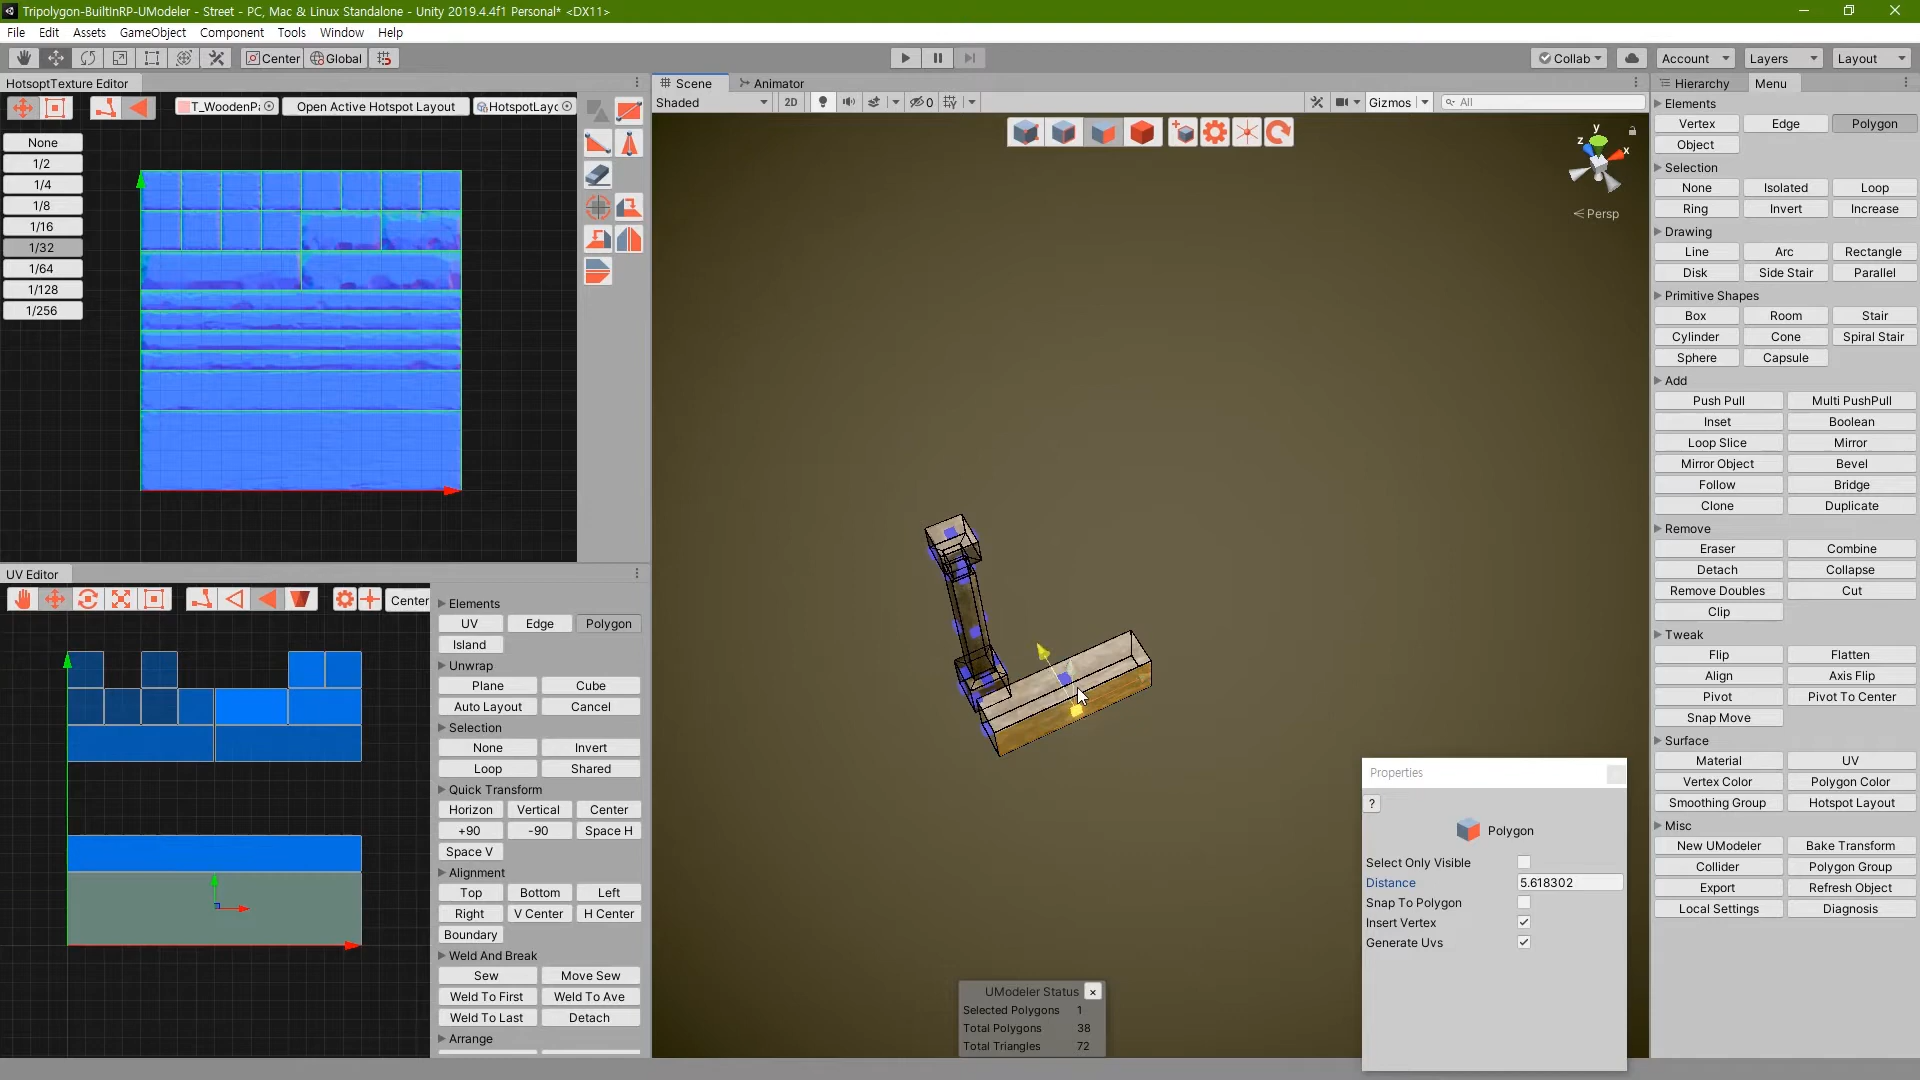 Tripolygon-BuiltInRP-UModeler - Street - PC, Mac & Linux Standalone - Unity 2019.4.4f1 Personal* <DX11>
File Edit Assets GameObject Component Tools Window Help
Center Global Collab Account Layers Layout
HotsoptTexture Editor
T_WoodenPa Open Active Hotspot Layout HotspotLayc
None
1/2
1/4
1/8
1/16
1/32
1/64
1/128
1/256
Scene Animator
Shaded 2D 0 Gizmos All
y
z
x
Persp
UV Editor
Center
Elements
UV Edge Polygon
Island
Unwrap
Plane Cube
Auto Layout Cancel
Selection
None Invert
Loop Shared
Quick Transform
Horizon Vertical Center
+90 -90 Space H
Space V
Alignment
Top Bottom Left
Right V Center H Center
Boundary
Weld And Break
Sew Move Sew
Weld To First Weld To Ave
Weld To Last Detach
Arrange
UModeler Status ×
Selected Polygons 1
Total Polygons 38
Total Triangles 72
Properties
?
Polygon
Select Only Visible
Distance 5.618302
Snap To Polygon
Insert Vertex
Generate Uvs
Hierarchy Menu
Elements
Vertex Edge Polygon
Object
Selection
None Isolated Loop
Ring Invert Increase
Drawing
Line Arc Rectangle
Disk Side Stair Parallel
Primitive Shapes
Box Room Stair
Cylinder Cone Spiral Stair
Sphere Capsule
Add
Push Pull Multi PushPull
Inset Boolean
Loop Slice Mirror
Mirror Object Bevel
Follow Bridge
Clone Duplicate
Remove
Eraser Combine
Detach Collapse
Remove Doubles Cut
Clip
Tweak
Flip Flatten
Align Axis Flip
Pivot Pivot To Center
Snap Move
Surface
Material UV
Vertex Color Polygon Color
Smoothing Group Hotspot Layout
Misc
New UModeler Bake Transform
Collider Polygon Group
Export Refresh Object
Local Settings Diagnosis